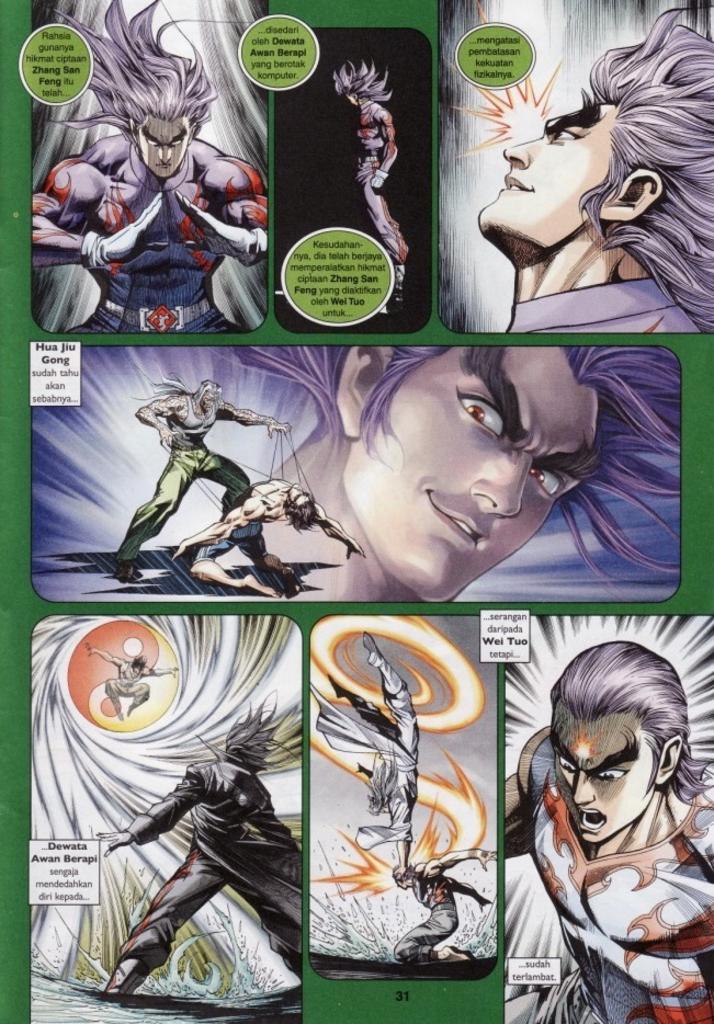 Rahsia
gunanya
hikmat ciptaan
Zhang San
Feng itu
telah...
...disedari
oleh Dewata
Awan Berapi
yang berotak
komputer.
...mengatasi
pembatasan
kekuatan
fizikalnya.
Kesudahan-
nya, dia telah berjaya
memperalatkan hikmat
ciptaan Zhang San
Feng yang diaktifkan
oleh Wei Tuo
untuk...
Hua Jiu
Gong
sudah tahu
akan
sebabnya...
...serangan
daripada
Wei Tuo
tetapi...
...Dewata
Awan Berapi
sengaja
mendedahkan
diri kepada...
...sudah
terlambat.
31